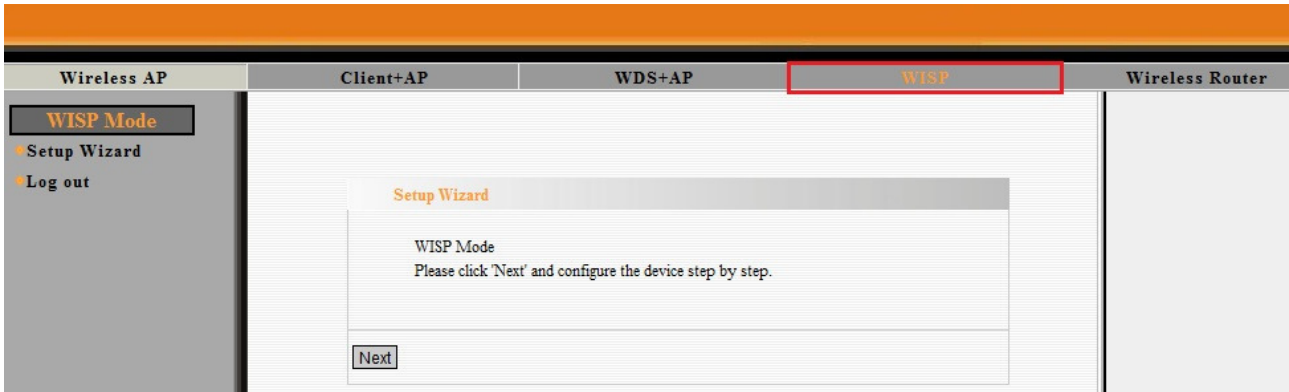 Wireless AP Client+AP WDS+AP WISP Wireless Router
WISP Mode
Setup Wizard
Log out
Setup Wizard
WISP Mode
Please click 'Next' and configure the device step by step.
Next